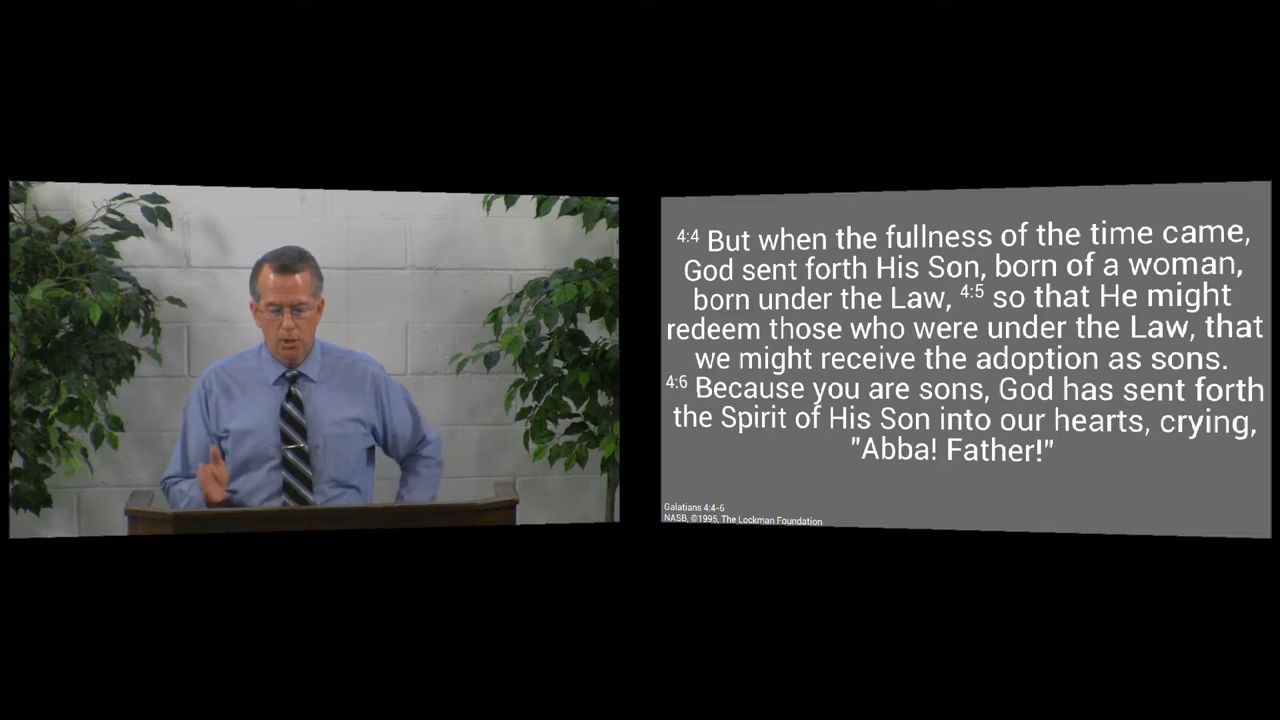 4:4 But when the fullness of the time came,
God sent forth His Son, born of a woman,
born under the Law, 4:5 so that He might
redeem those who were under the Law, that
we might receive the adoption as sons.
4:6 Because you are sons, God has sent forth
the Spirit of His Son into our hearts, crying,
"Abba! Father!"
Galatians 4:4-6
NASB, ©1995, The Lockman Foundation